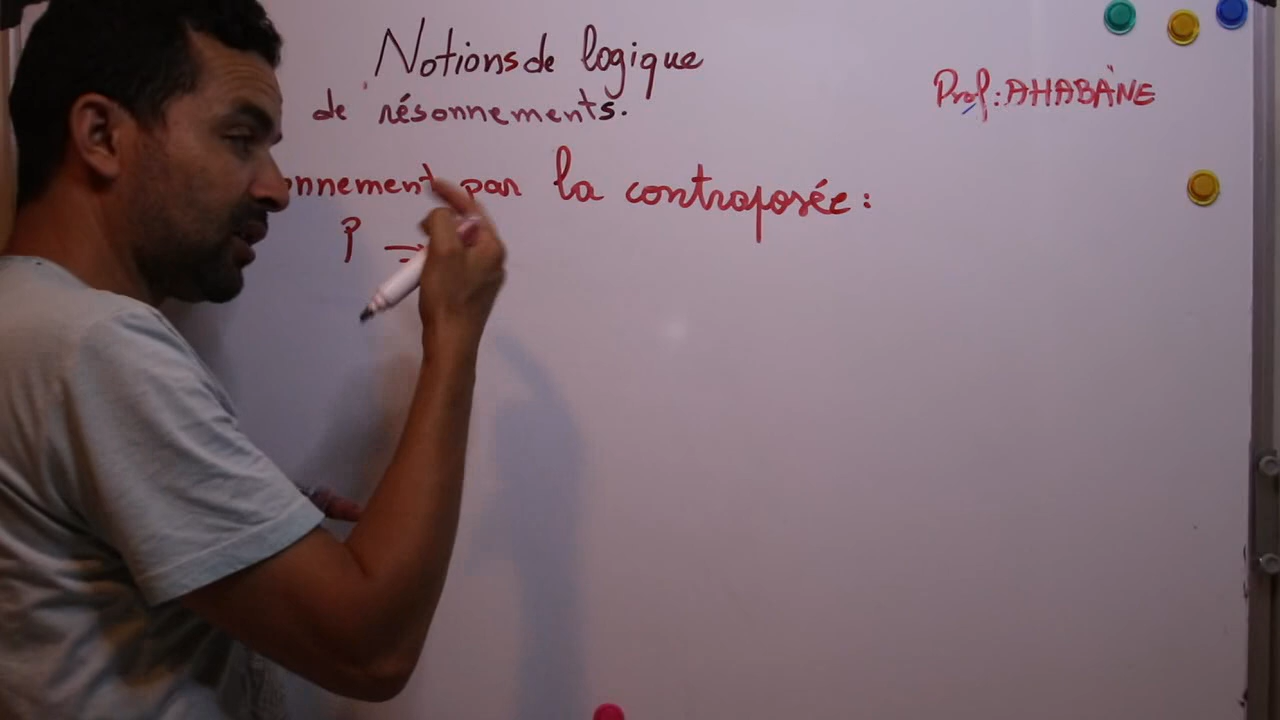 Notions de logique
de résonnements.
Prof: AHABANE
onnement par la contraposée :
P ⇒